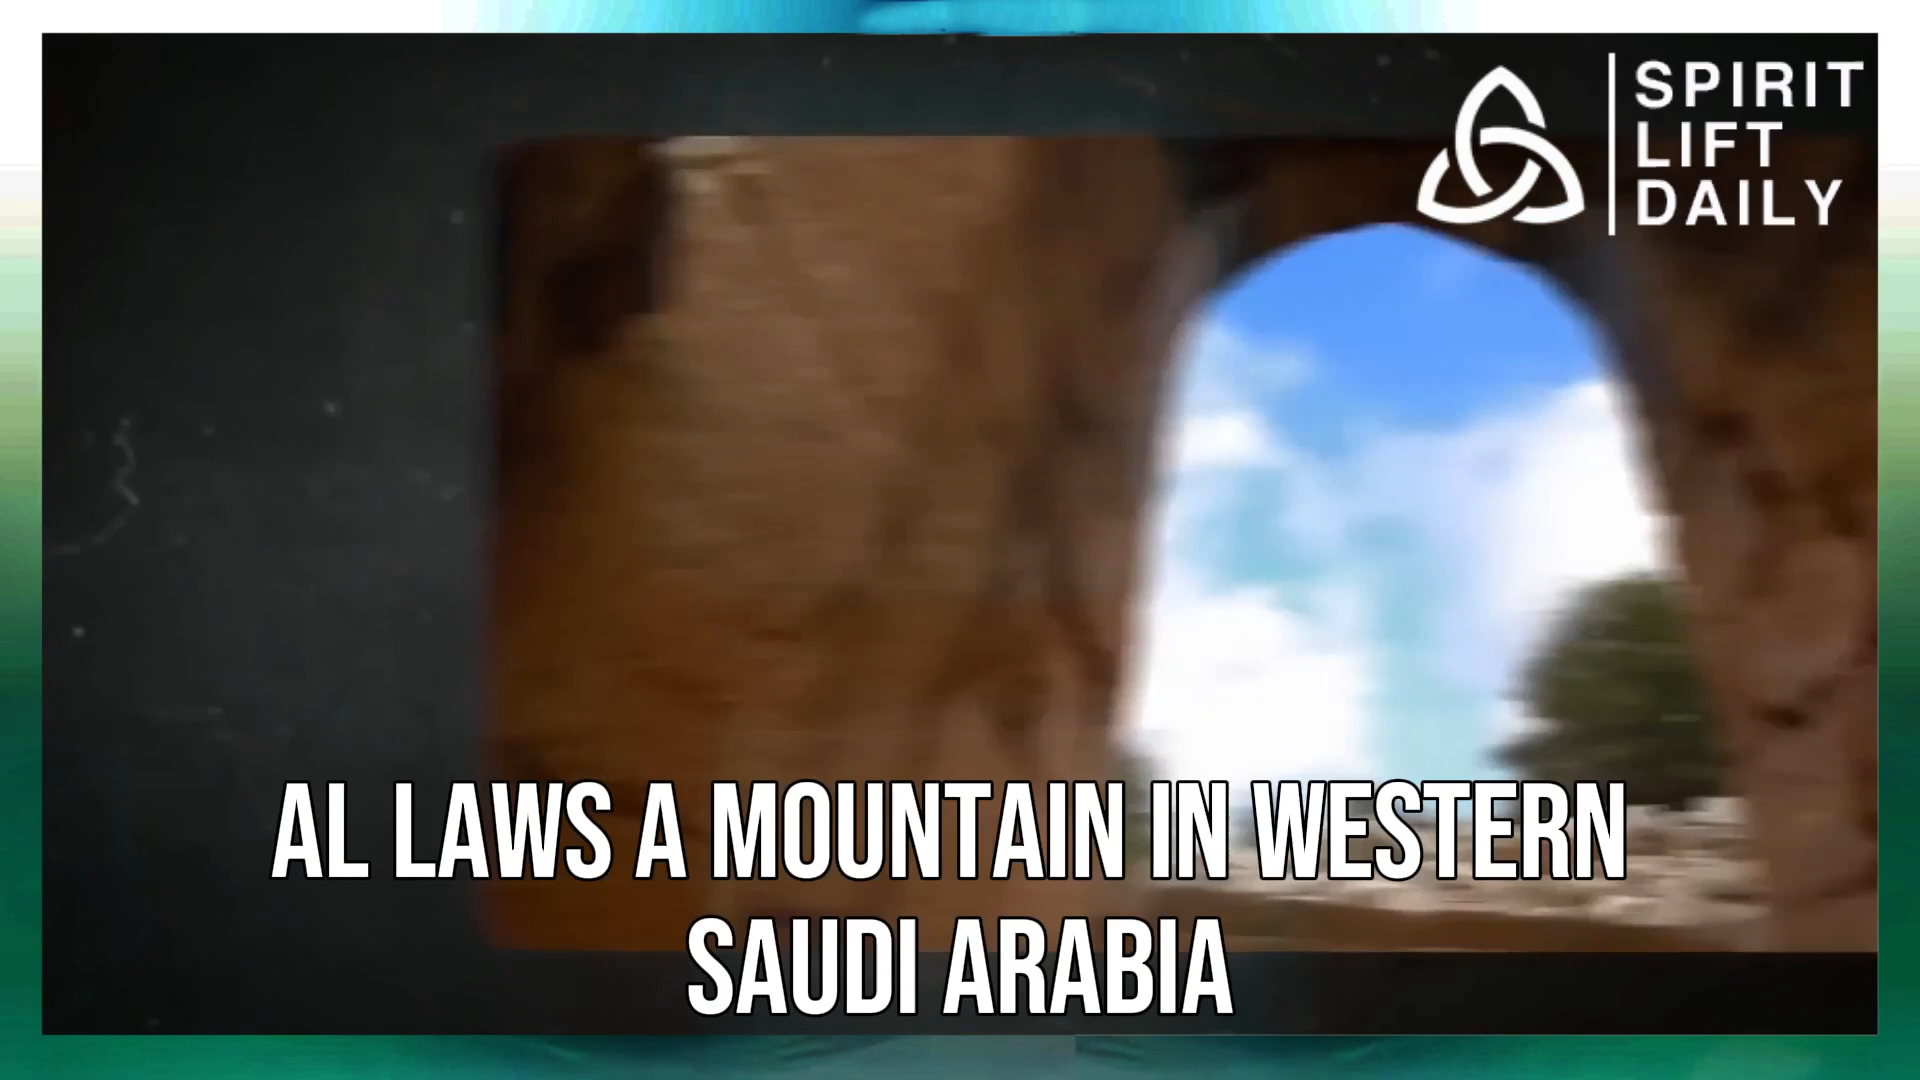 SPIRIT
LIFT
DAILY
AL LAWS A MOUNTAIN IN WESTERN
SAUDI ARABIA